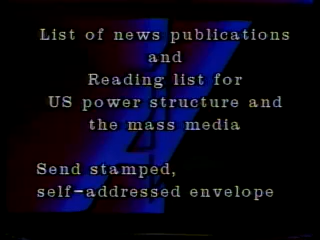 List of news publications
and
Reading list for
US power structure and
the mass media
Send stamped,
self-addressed envelope